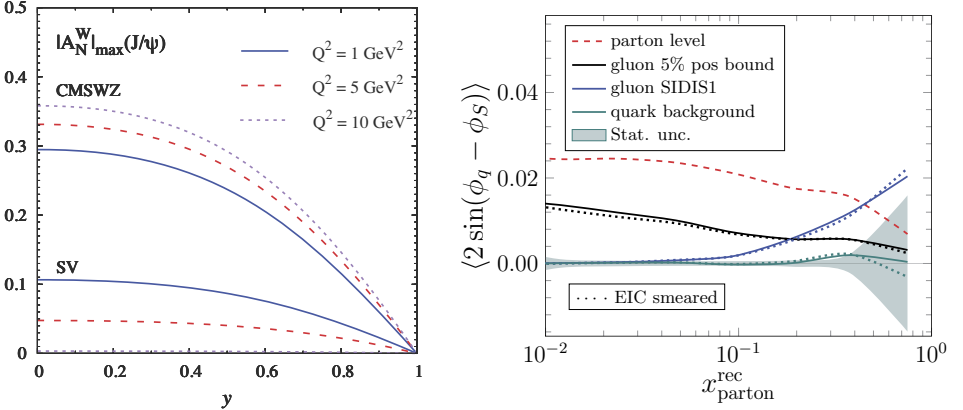 0.5
0.4
0.3
0.2
0.1
0
|A_N^W|_max(J/ψ)
Q² = 1 GeV²
CMSWZ
Q² = 5 GeV²
Q² = 10 GeV²
SV
0 0.2 0.4 0.6 0.8 1
y
⟨2 sin(ϕ_q − ϕ_S)⟩
0.04
0.02
0.00
parton level
gluon 5% pos bound
gluon SIDIS1
quark background
Stat. unc.
EIC smeared
10⁻² 10⁻¹ 10⁰
x_parton^rec